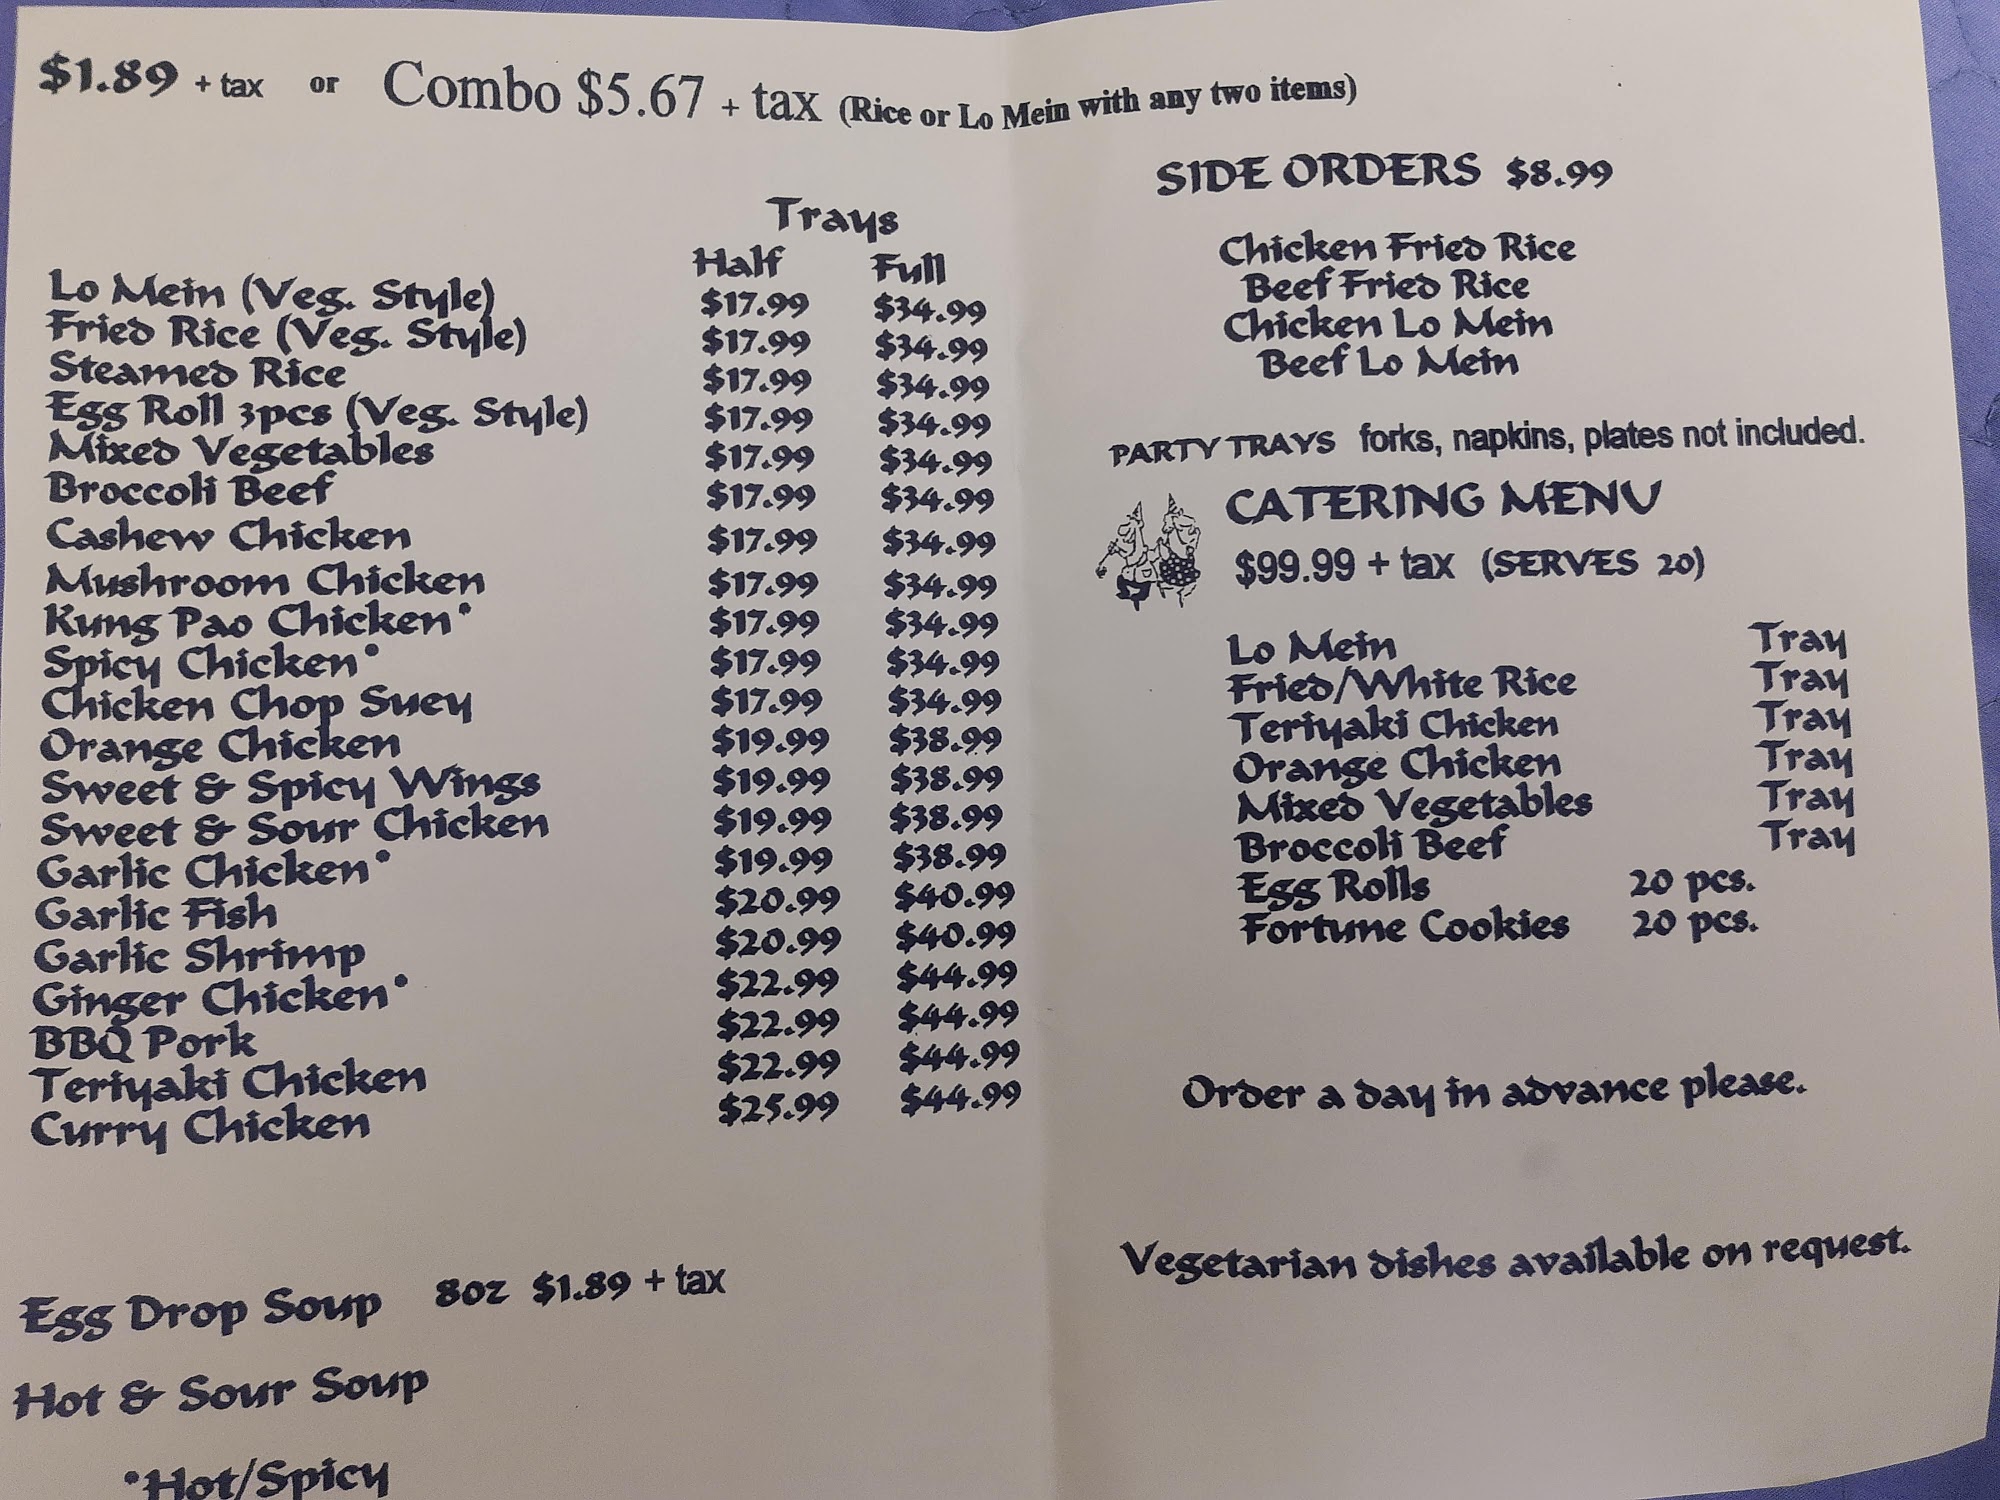 $1.89 + tax or Combo $5.67 + tax (Rice or Lo Mein with any two items)
Trays
Half Full
Lo Mein (Veg. Style) $17.99 $34.99
Fried Rice (Veg. Style) $17.99 $34.99
Steamed Rice $17.99 $34.99
Egg Roll 3pcs (Veg. Style) $17.99 $34.99
Mixed Vegetables $17.99 $34.99
Broccoli Beef $17.99 $34.99
Cashew Chicken $17.99 $34.99
Mushroom Chicken $17.99 $34.99
Kung Pao Chicken* $17.99 $34.99
Spicy Chicken* $17.99 $34.99
Chicken Chop Suey $17.99 $34.99
Orange Chicken $19.99 $38.99
Sweet & Spicy Wings $19.99 $38.99
Sweet & Sour Chicken $19.99 $38.99
Garlic Chicken* $19.99 $38.99
Garlic Fish $20.99 $40.99
Garlic Shrimp $20.99 $40.99
Ginger Chicken* $22.99 $44.99
BBQ Pork $22.99 $44.99
Teriyaki Chicken $22.99 $44.99
Curry Chicken $25.99 $44.99
Egg Drop Soup 8oz $1.89 + tax
Hot & Sour Soup
*Hot/Spicy
SIDE ORDERS $8.99
Chicken Fried Rice
Beef Fried Rice
Chicken Lo Mein
Beef Lo Mein
PARTY TRAYS forks, napkins, plates not included.
CATERING MENU
$99.99 + tax (SERVES 20)
Lo Mein Tray
Fried/White Rice Tray
Teriyaki Chicken Tray
Orange Chicken Tray
Mixed Vegetables Tray
Broccoli Beef Tray
Egg Rolls 20 pcs.
Fortune Cookies 20 pcs.
Order a day in advance please.
Vegetarian dishes available on request.